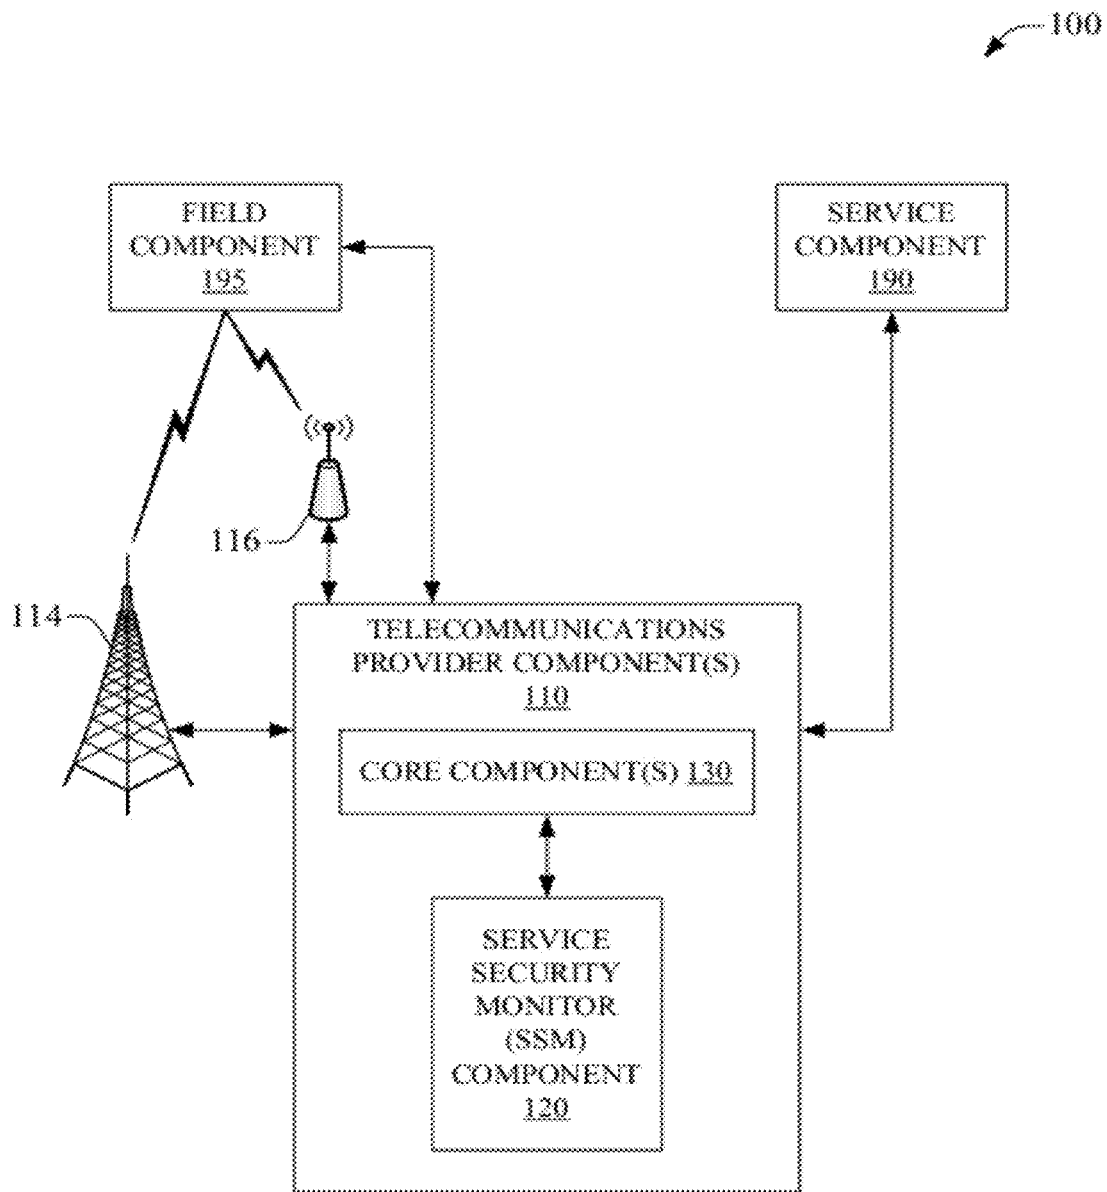 100
FIELD
COMPONENT
195
SERVICE
COMPONENT
190
116
114
TELECOMMUNICATIONS
PROVIDER COMPONENT(S)
110
CORE COMPONENT(S) 130
SERVICE
SECURITY
MONITOR
(SSM)
COMPONENT
120